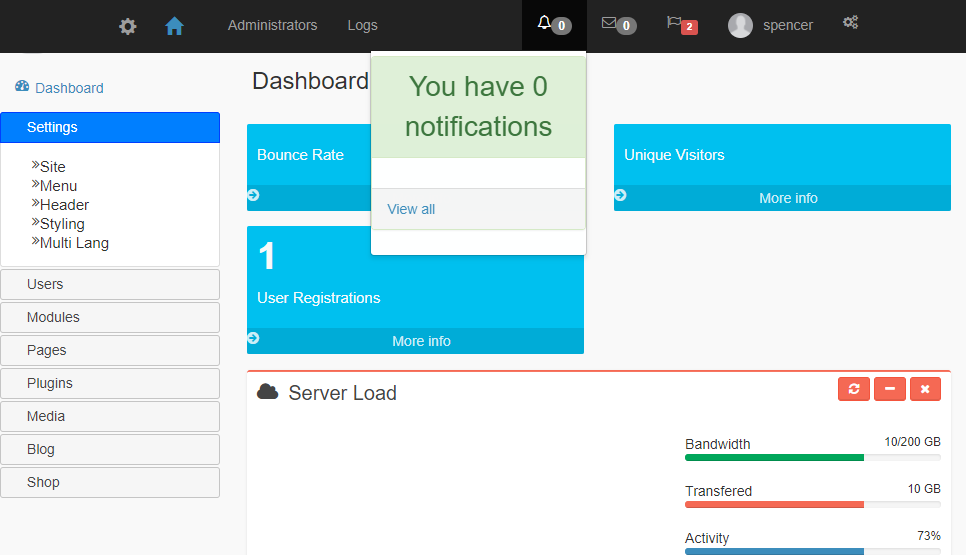 Administrators Logs 0 0 2 spencer
Dashboard
Settings
Site
Menu
Header
Styling
Multi Lang
Users
Modules
Pages
Plugins
Media
Blog
Shop
Dashboard
You have 0
notifications
View all
Bounce Rate
Unique Visitors
More info
1
User Registrations
More info
Server Load
Bandwidth 10/200 GB
Transfered 10 GB
Activity 73%